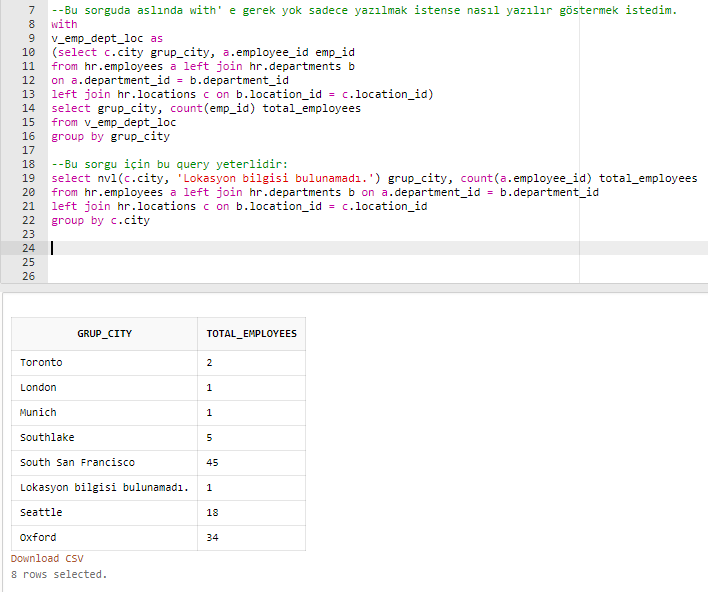 7 --Bu sorguda aslında with' e gerek yok sadece yazılmak istense nasıl yazılır göstermek istedim.
8 with
9 v_emp_dept_loc as
10 (select c.city grup_city, a.employee_id emp_id
11 from hr.employees a left join hr.departments b
12 on a.department_id = b.department_id
13 left join hr.locations c on b.location_id = c.location_id)
14 select grup_city, count(emp_id) total_employees
15 from v_emp_dept_loc
16 group by grup_city
17
18 --Bu sorgu için bu query yeterlidir:
19 select nvl(c.city, 'Lokasyon bilgisi bulunamadı.') grup_city, count(a.employee_id) total_employees
20 from hr.employees a left join hr.departments b on a.department_id = b.department_id
21 left join hr.locations c on b.location_id = c.location_id
22 group by c.city
23
24
25
26
GRUP_CITY TOTAL_EMPLOYEES
Toronto 2
London 1
Munich 1
Southlake 5
South San Francisco 45
Lokasyon bilgisi bulunamadı. 1
Seattle 18
Oxford 34
Download CSV
8 rows selected.